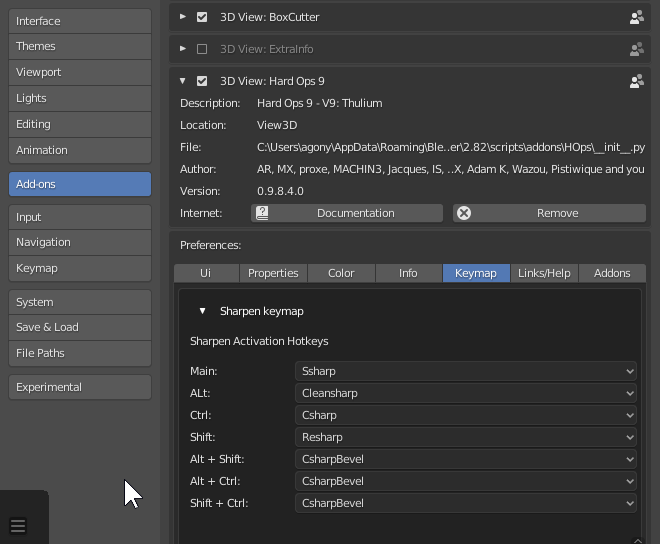 Interface
Themes
Viewport
Lights
Editing
Animation
Add-ons
Input
Navigation
Keymap
System
Save & Load
File Paths
Experimental
3D View: BoxCutter
3D View: ExtraInfo
3D View: Hard Ops 9
Description: Hard Ops 9 - V9: Thulium
Location: View3D
File: C:\Users\agony\AppData\Roaming\Ble..er\2.82\scripts\addons\HOps\__init__.py
Author: AR, MX, proxe, MACHIN3, Jacques, IS, ..X, Adam K, Wazou, Pistiwique and you
Version: 0.9.8.4.0
Internet: Documentation Remove
Preferences:
Ui Properties Color Info Keymap Links/Help Addons
Sharpen keymap
Sharpen Activation Hotkeys
Main: Ssharp
ALt: Cleansharp
Ctrl: Csharp
Shift: Resharp
Alt + Shift: CsharpBevel
Alt + Ctrl: CsharpBevel
Shift + Ctrl: CsharpBevel